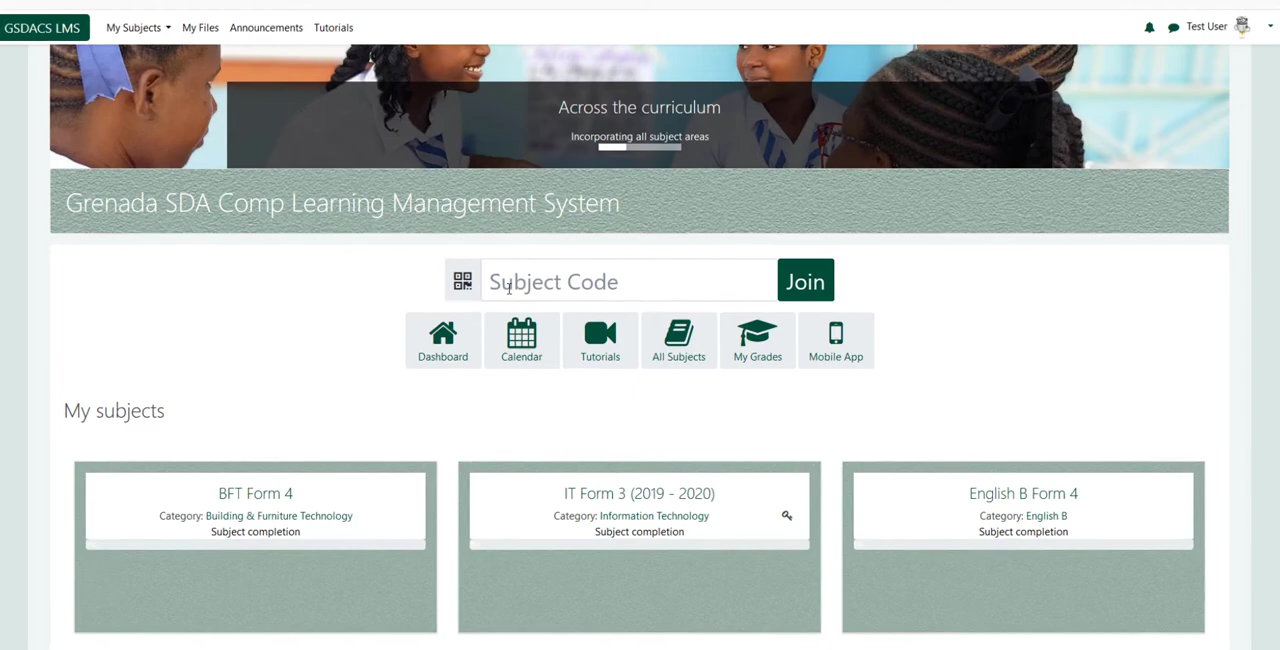 GSDACS LMS My Subjects My Files Announcements Tutorials Test User
Across the curriculum
Incorporating all subject areas
Grenada SDA Comp Learning Management System
Subject Code Join
Dashboard Calendar Tutorials All Subjects My Grades Mobile App
My subjects
BFT Form 4 IT Form 3 (2019 - 2020) English B Form 4
Category: Building & Furniture Technology Category: Information Technology Category: English B
Subject completion Subject completion Subject completion